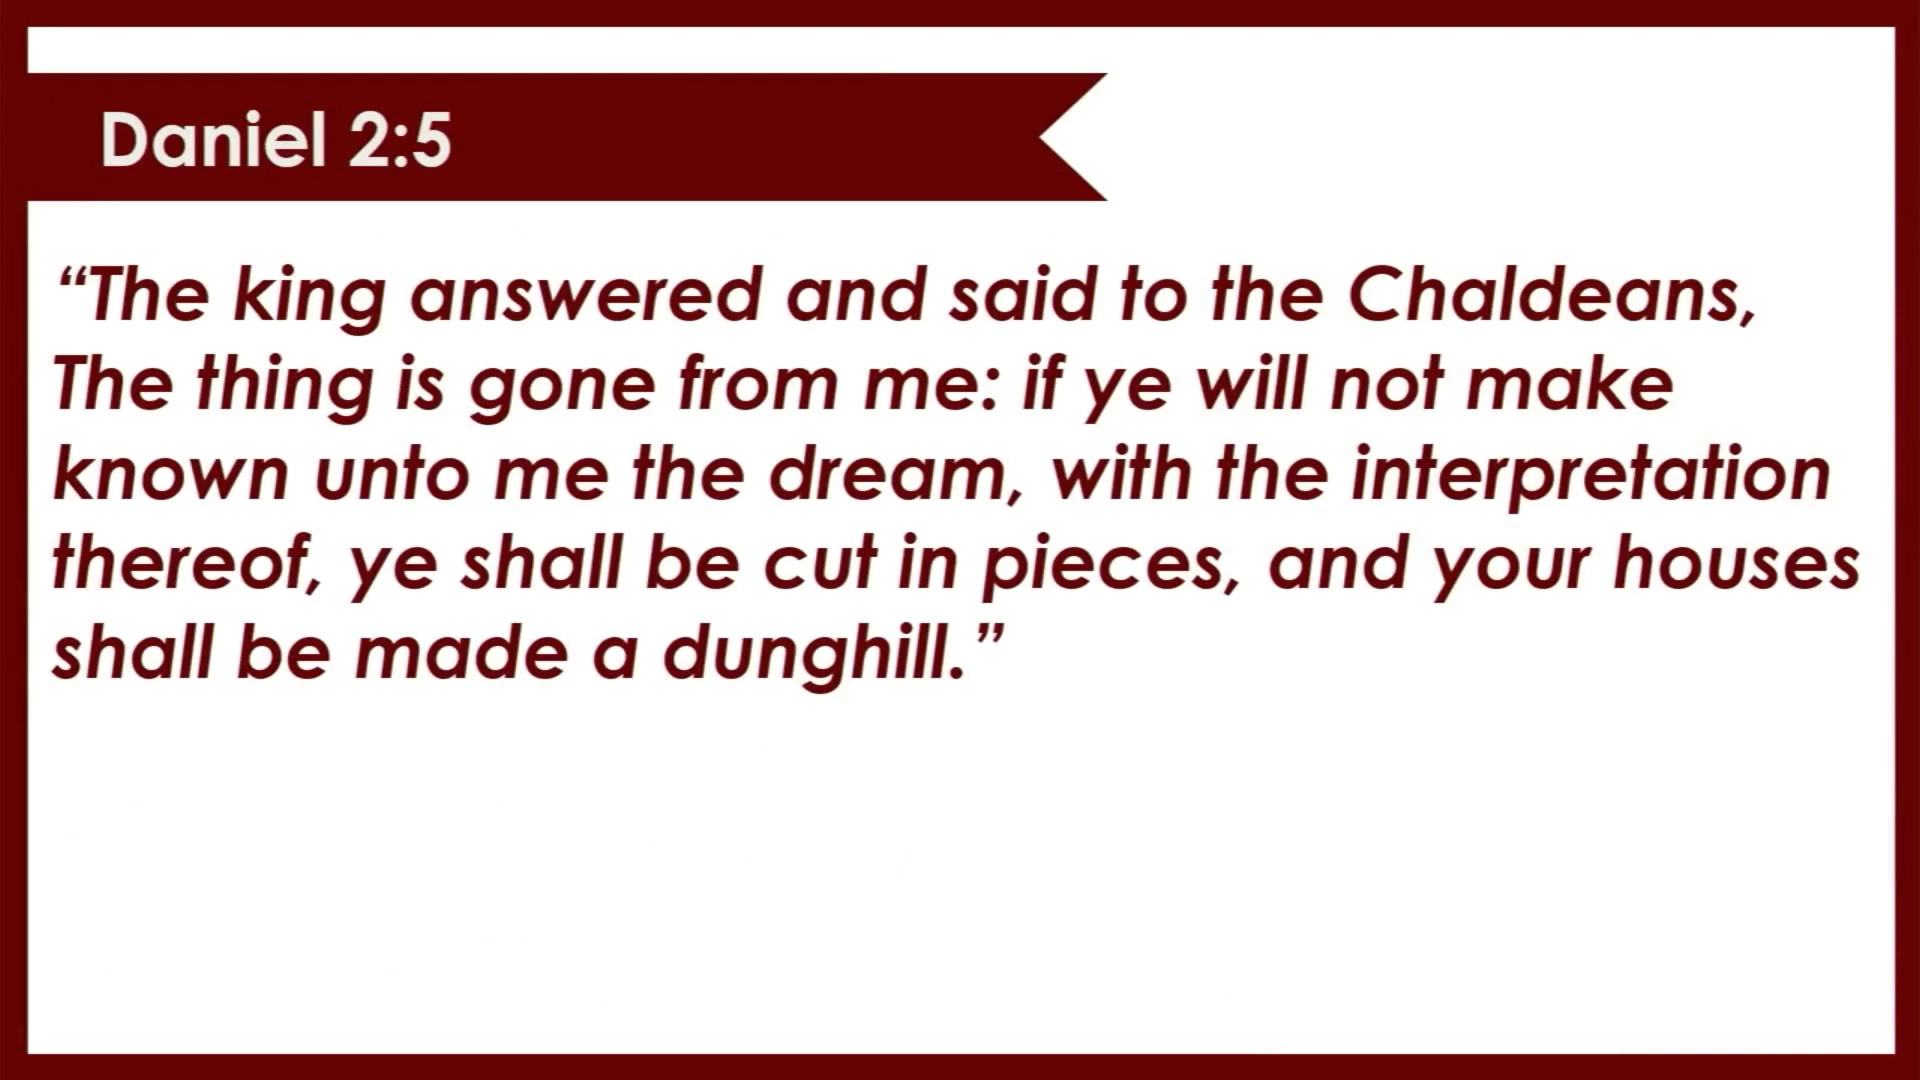 Daniel 2:5
“The king answered and said to the Chaldeans,
The thing is gone from me: if ye will not make
known unto me the dream, with the interpretation
thereof, ye shall be cut in pieces, and your houses
shall be made a dunghill.”